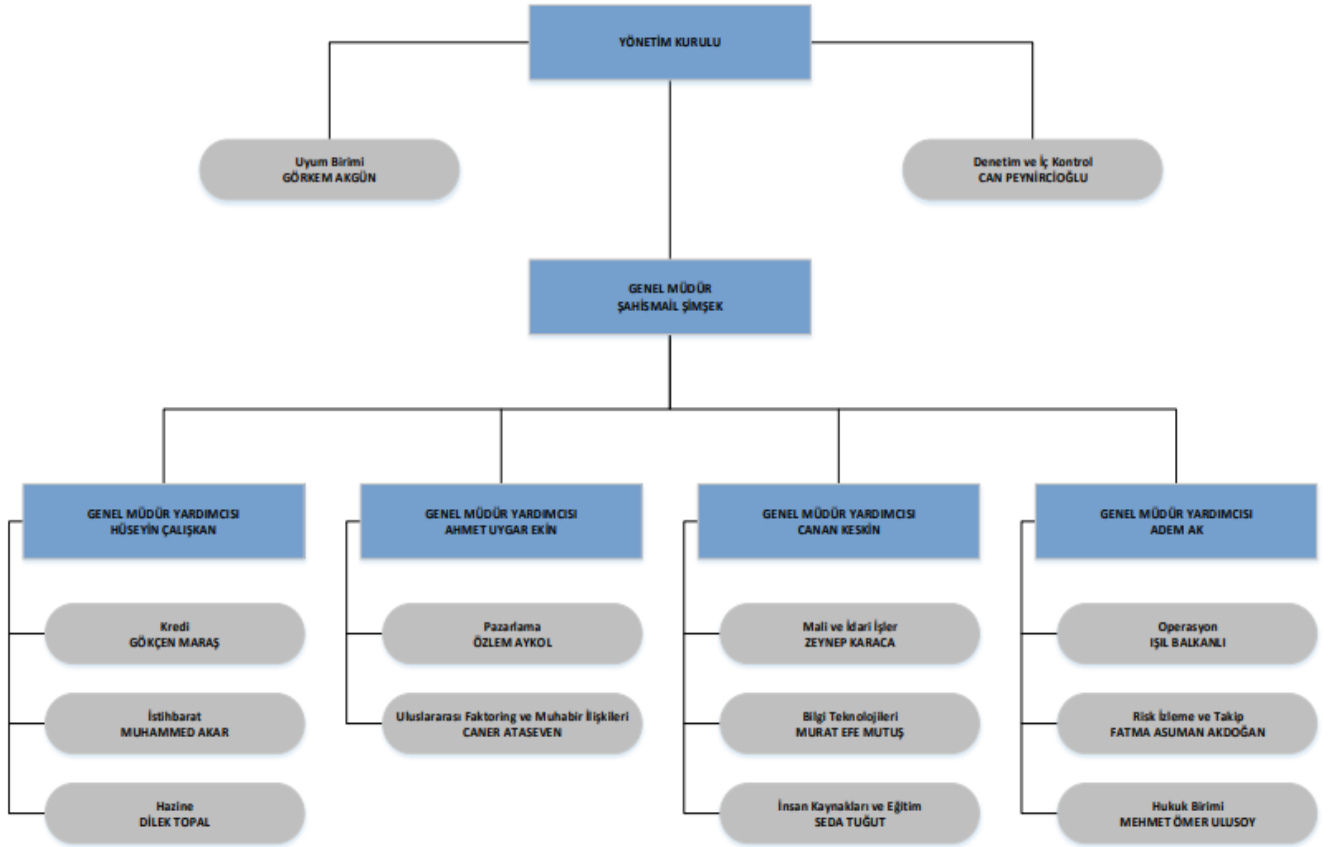 YÖNETİM KURULU
Uyum Birimi
GÖRKEM AKGÜN
Denetim ve İç Kontrol
CAN PEYNİRCİOĞLU
GENEL MÜDÜR
ŞAHİSMAİL ŞİMŞEK
GENEL MÜDÜR YARDIMCISI
HÜSEYİN ÇALIŞKAN
GENEL MÜDÜR YARDIMCISI
AHMET UYGAR EKİN
GENEL MÜDÜR YARDIMCISI
CANAN KESKİN
GENEL MÜDÜR YARDIMCISI
ADEM AK
Kredi
GÖKÇEN MARAŞ
Pazarlama
ÖZLEM AYKOL
Mali ve İdari İşler
ZEYNEP KARACA
Operasyon
IŞIL BALKANLI
İstihbarat
MUHAMMED AKAR
Uluslararası Faktoring ve Muhabir İlişkileri
CANER ATASEVEN
Bilgi Teknolojileri
MURAT EFE MUTUŞ
Risk İzleme ve Takip
FATMA ASUMAN AKDOĞAN
Hazine
DİLEK TOPAL
İnsan Kaynakları ve Eğitim
SEDA TUĞUT
Hukuk Birimi
MEHMET ÖMER ULUSOY